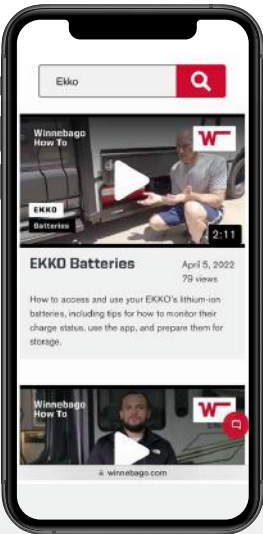 Ekko
Winnebago
How To
W
EKKO
Batteries
2:11
EKKO Batteries
April 5, 2022
79 views
How to access and use your EKKO's lithium-ion
batteries, including tips for how to monitor their
charge status, use the app, and prepare them for
storage.
Winnebago
How To
W
winnebago.com